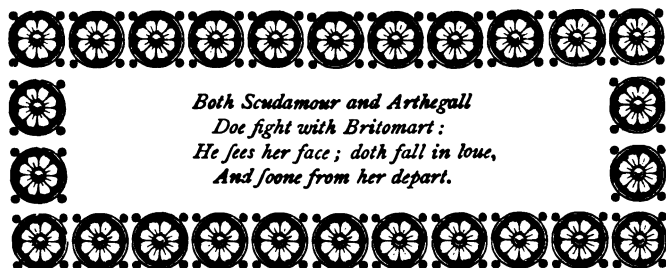 Both Scudamour and Arthegall
Doe fight with Britomart :
He ſees her face ; doth fall in loue,
And ſoone from her depart.